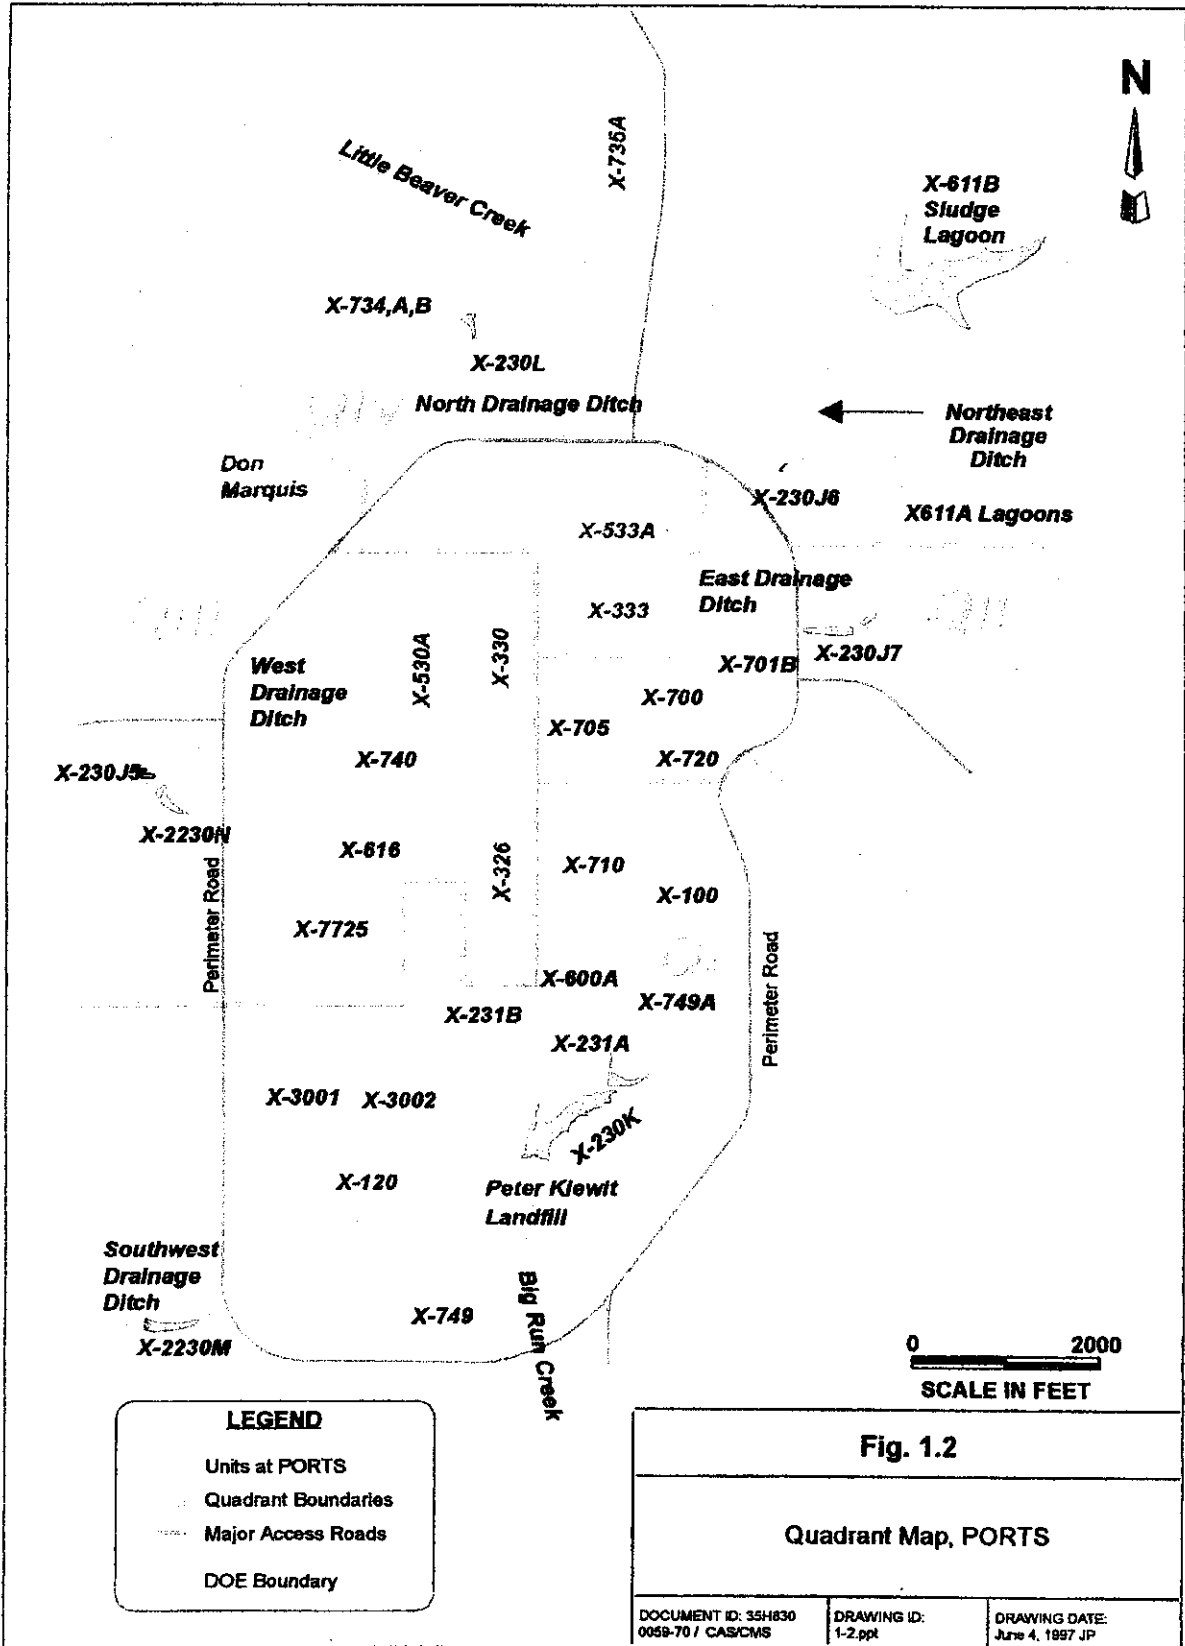 N
X-735A
Little Beaver Creek
X-611B
Sludge
Lagoon
X-734,A,B
X-230L
North Drainage Ditch
Northeast
Drainage
Ditch
Don
Marquis
X-230J6
X611A Lagoons
X-533A
East Drainage
Ditch
X-333
X-530A
X-330
West
Drainage
Ditch
X-701B
X-230J7
X-700
X-705
X-740
X-720
X-230J5
X-2230N
X-616
X-326
X-710
X-100
Perimeter Road
X-7725
X-600A
X-749A
Perimeter Road
X-231B
X-231A
X-3001
X-3002
X-230K
X-120
Peter Kiewit
Landfill
Southwest
Drainage
Ditch
X-2230M
X-749
Big Run Creek
0 2000
SCALE IN FEET
LEGEND
Units at PORTS
Quadrant Boundaries
Major Access Roads
DOE Boundary
Fig. 1.2
Quadrant Map, PORTS
DOCUMENT ID: 35H830
0059-70 / CAS/CMS
DRAWING ID:
1-2.ppt
DRAWING DATE:
June 4, 1997 JP